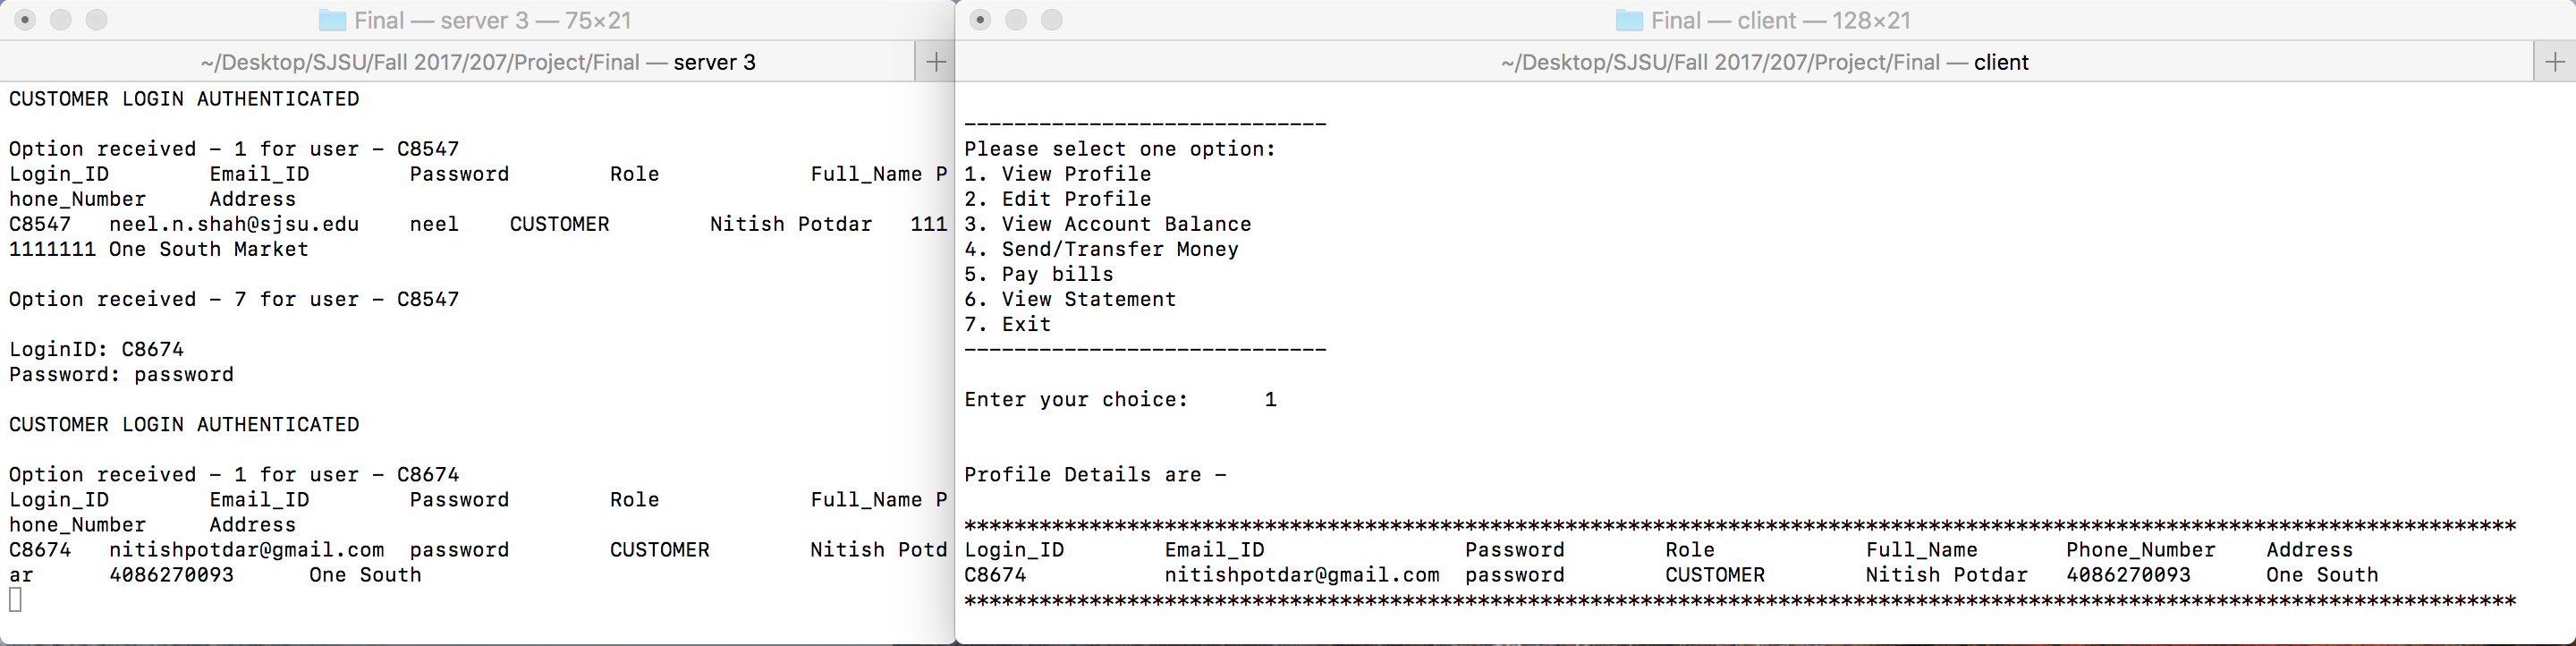 Final — server 3 — 75×21
~/Desktop/SJSU/Fall 2017/207/Project/Final — server 3
CUSTOMER LOGIN AUTHENTICATED
Option received - 1 for user - C8547
Login_ID Email_ID Password Role Full_Name P
hone_Number Address
C8547 neel.n.shah@sjsu.edu neel CUSTOMER Nitish Potdar 111
1111111 One South Market
Option received - 7 for user - C8547
LoginID: C8674
Password: password
CUSTOMER LOGIN AUTHENTICATED
Option received - 1 for user - C8674
Login_ID Email_ID Password Role Full_Name P
hone_Number Address
C8674 nitishpotdar@gmail.com password CUSTOMER Nitish Potd
ar 4086270093 One South
Final — client — 128×21
~/Desktop/SJSU/Fall 2017/207/Project/Final — client
-----------------------------
Please select one option:
1. View Profile
2. Edit Profile
3. View Account Balance
4. Send/Transfer Money
5. Pay bills
6. View Statement
7. Exit
-----------------------------
Enter your choice: 1
Profile Details are -
****************************************************************************************************************************
Login_ID Email_ID Password Role Full_Name Phone_Number Address
C8674 nitishpotdar@gmail.com password CUSTOMER Nitish Potdar 4086270093 One South
****************************************************************************************************************************